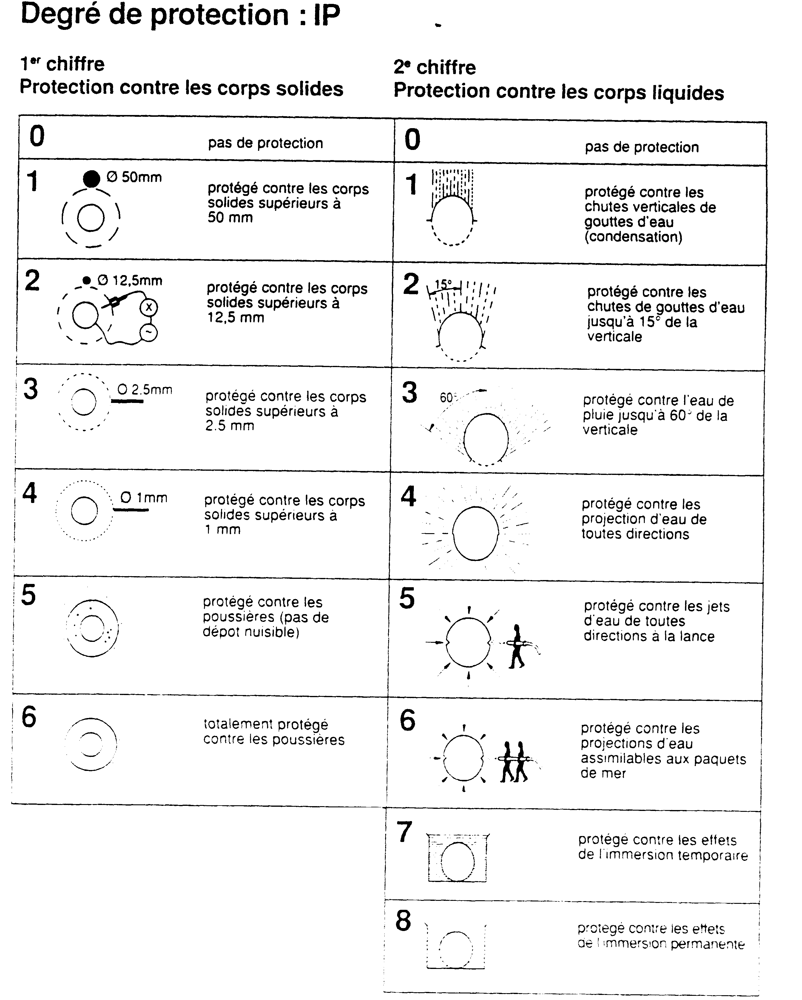 Degré de protection : IP
1er chiffre
Protection contre les corps solides
2e chiffre
Protection contre les corps liquides
0
pas de protection
0
pas de protection
1
Ø 50mm
protégé contre les corps
solides supérieurs à
50 mm
1
protégé contre les
chutes verticales de
gouttes d'eau
(condensation)
2
Ø 12,5mm
X
~
protégé contre les corps
solides supérieurs à
12,5 mm
2
15°
protégé contre les
chutes de gouttes d'eau
jusqu'à 15° de la
verticale
3
O 2.5mm
protégé contre les corps
solides supérieurs à
2.5 mm
3
60°
protégé contre l'eau de
pluie jusqu'à 60° de la
verticale
4
O 1mm
protégé contre les corps
solides supérieurs à
1 mm
4
protégé contre les
projection d'eau de
toutes directions
5
protégé contre les
poussières (pas de
dépot nuisible)
5
protégé contre les jets
d'eau de toutes
directions à la lance
6
totalement protégé
contre les poussières
6
protégé contre les
projections d'eau
assimilables aux paquets
de mer
7
protégé contre les effets
de l'immersion temporaire
8
protegé contre les effets
de l'immersion permanente